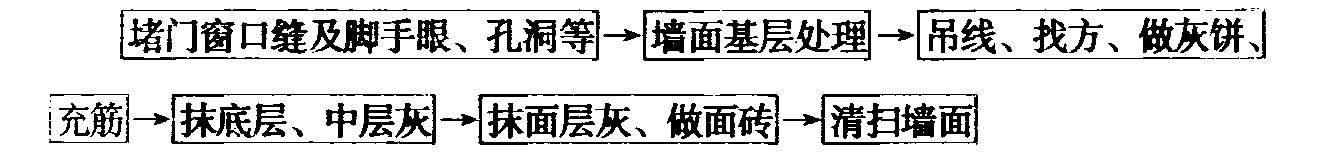 堵门窗口缝及脚手眼、孔洞等→墙面基层处理→吊线、找方、做灰饼、
充筋→抹底层、中层灰→抹面层灰、做面砖→清扫墙面